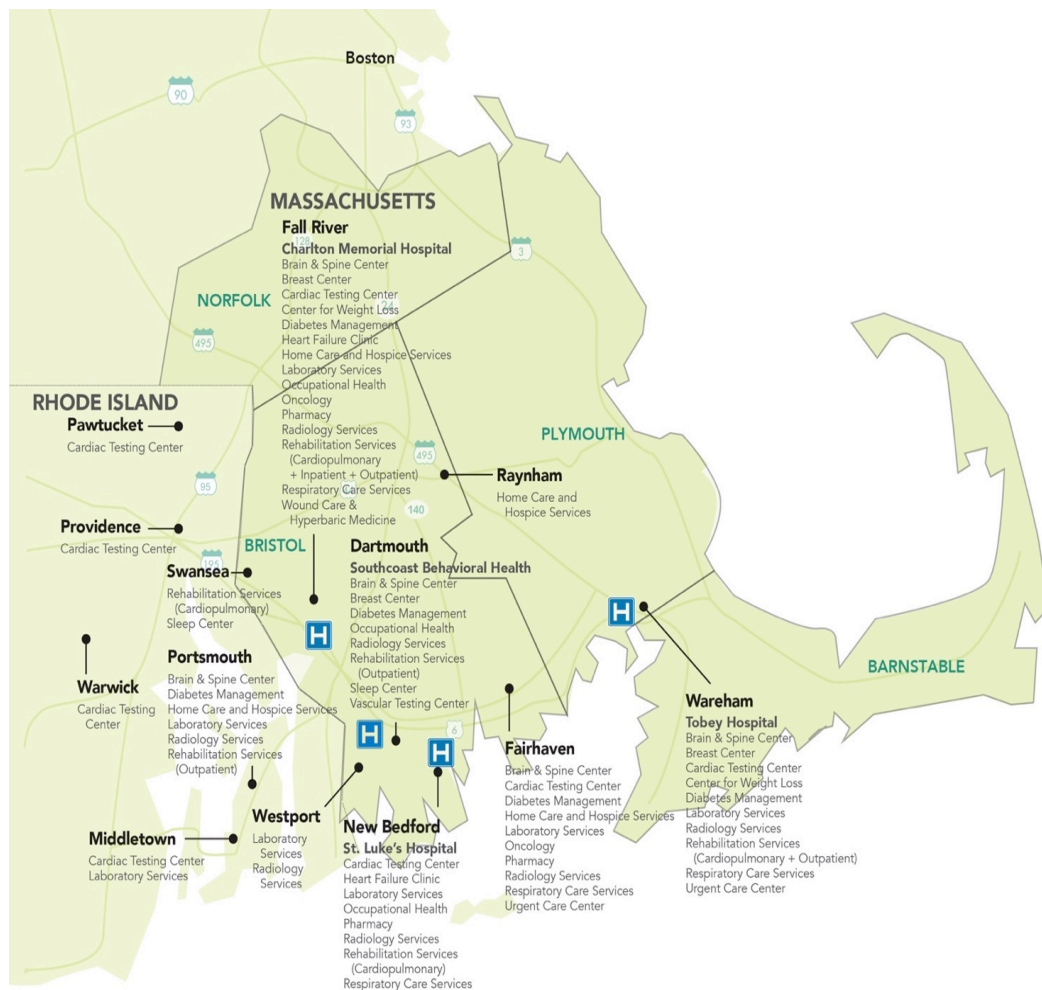 Boston
90
93
MASSACHUSETTS
Fall River
128
Charlton Memorial Hospital
Brain & Spine Center
Breast Center
Cardiac Testing Center
Center for Weight Loss
24
Diabetes Management
Heart Failure Clinic
Home Care and Hospice Services
Laboratory Services
Occupational Health
Oncology
Pharmacy
Radiology Services
Rehabilitation Services
(Cardiopulmonary
+ Inpatient + Outpatient)
Respiratory Care Services
Wound Care &
Hyperbaric Medicine
3
NORFOLK
495
RHODE ISLAND
Pawtucket
Cardiac Testing Center
PLYMOUTH
495
95
Raynham
Home Care and
Hospice Services
140
Providence
Cardiac Testing Center
BRISTOL
195
Swansea
Rehabilitation Services
(Cardiopulmonary)
Sleep Center
Dartmouth
Southcoast Behavioral Health
Brain & Spine Center
Breast Center
Diabetes Management
Occupational Health
Radiology Services
Rehabilitation Services
(Outpatient)
Sleep Center
Vascular Testing Center
H
H
Portsmouth
Brain & Spine Center
Diabetes Management
Home Care and Hospice Services
Laboratory Services
Radiology Services
Rehabilitation Services
(Outpatient)
Warwick
Cardiac Testing
Center
BARNSTABLE
Wareham
Tobey Hospital
Brain & Spine Center
Breast Center
Cardiac Testing Center
Center for Weight Loss
Diabetes Management
Laboratory Services
Radiology Services
Rehabilitation Services
(Cardiopulmonary + Outpatient)
Respiratory Care Services
Urgent Care Center
H
6
H
Fairhaven
Brain & Spine Center
Cardiac Testing Center
Diabetes Management
Home Care and Hospice Services
Laboratory Services
Oncology
Pharmacy
Radiology Services
Respiratory Care Services
Urgent Care Center
Westport
Laboratory
Services
Radiology
Services
Middletown
Cardiac Testing Center
Laboratory Services
New Bedford
St. Luke's Hospital
Cardiac Testing Center
Heart Failure Clinic
Laboratory Services
Occupational Health
Pharmacy
Radiology Services
Rehabilitation Services
(Cardiopulmonary)
Respiratory Care Services